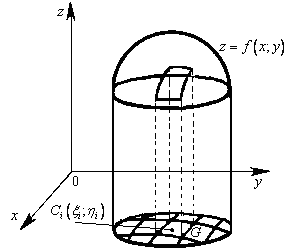 z
z = f(x; y)
0
y
C_i(ξ_i; η_i)
G
x